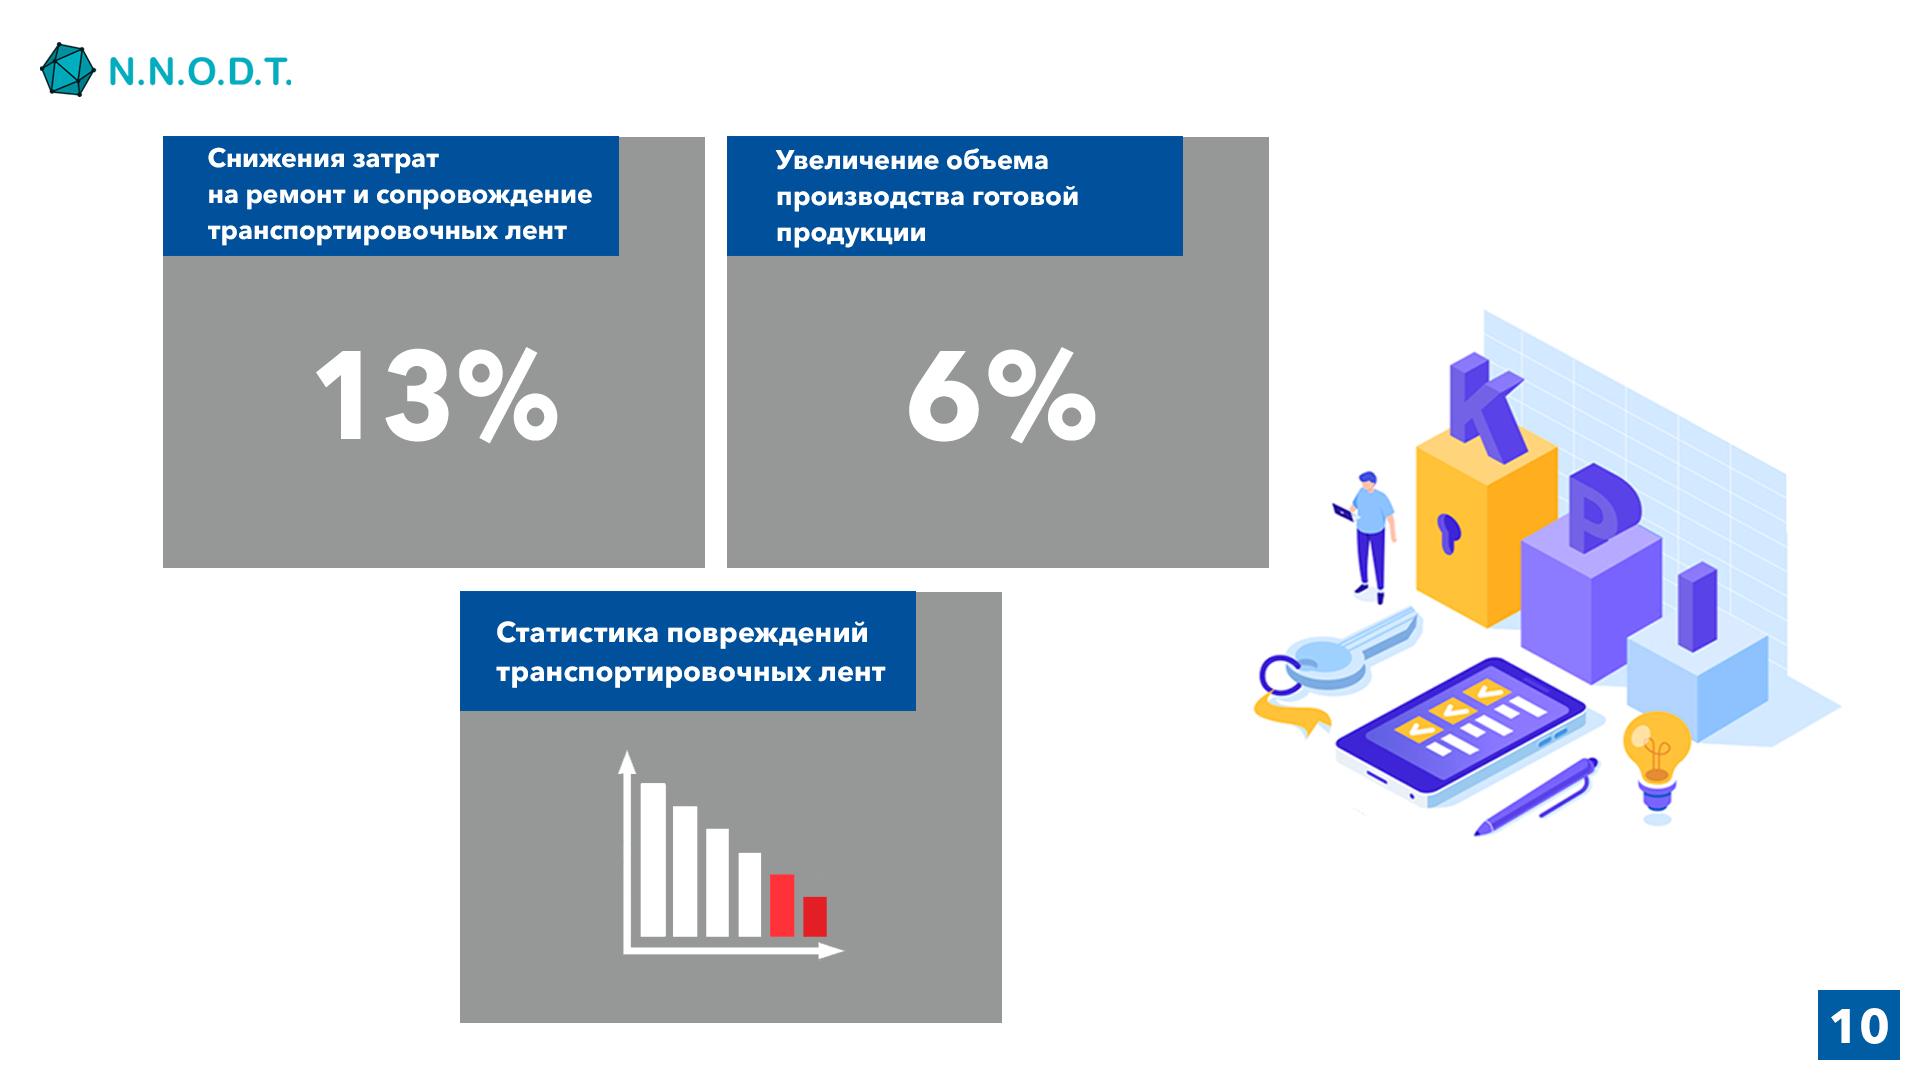 N.N.O.D.T.
Снижения затрат
на ремонт и сопровождение
транспортировочных лент
13%
Увеличение объема
производства готовой
продукции
6%
Статистика повреждений
транспортировочных лент
K
P
I
10